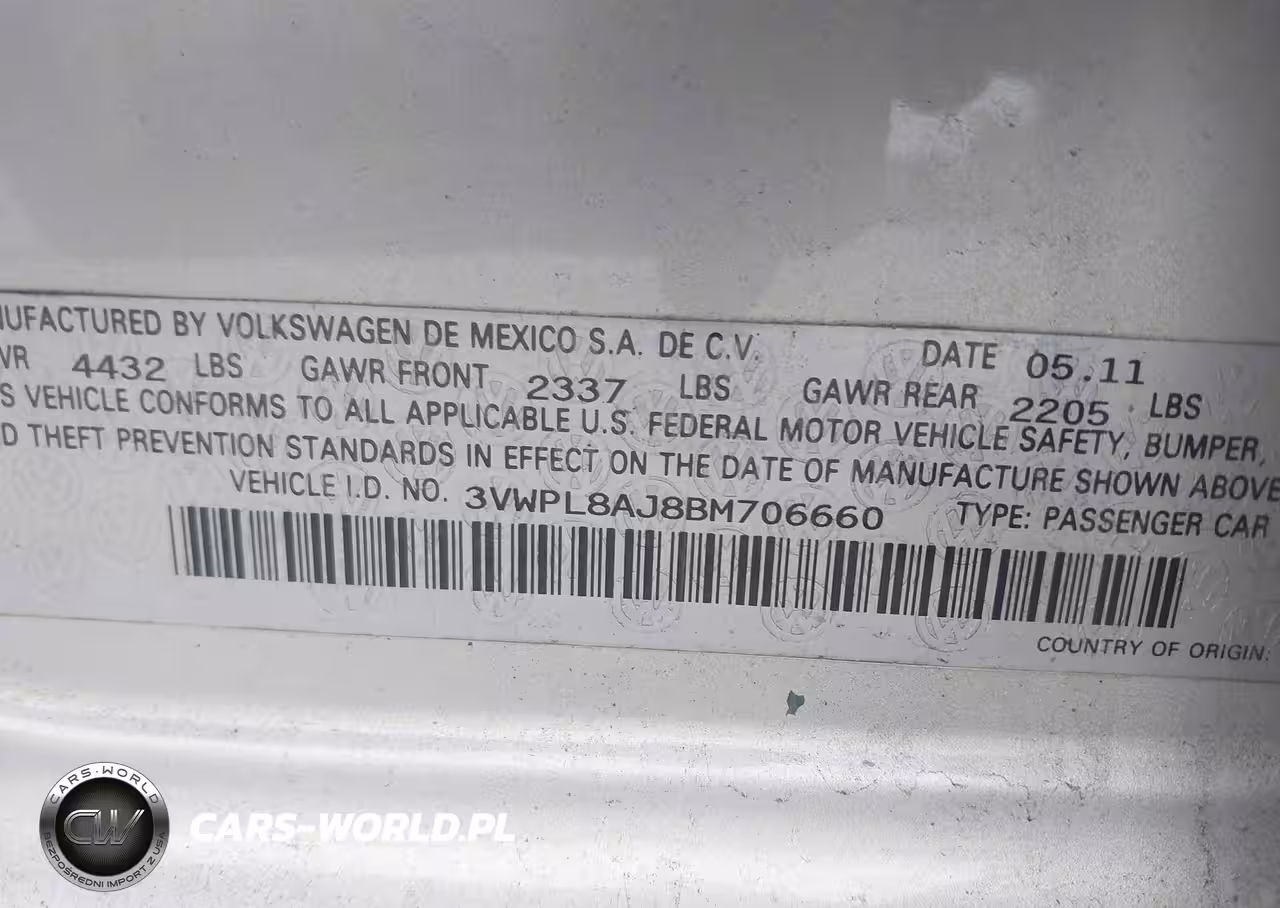 NUFACTURED BY VOLKSWAGEN DE MEXICO S.A. DE C.V. DATE 05.11
VR 4432 LBS GAWR FRONT 2337 LBS GAWR REAR 2205 LBS
S VEHICLE CONFORMS TO ALL APPLICABLE U.S. FEDERAL MOTOR VEHICLE SAFETY, BUMPER,
D THEFT PREVENTION STANDARDS IN EFFECT ON THE DATE OF MANUFACTURE SHOWN ABOVE
VEHICLE I.D. NO. 3VWPL8AJ8BM706660 TYPE: PASSENGER CAR
COUNTRY OF ORIGIN:
CARS-WORLD
CW
BEZPOŚREDNI IMPORT Z USA
CARS-WORLD.PL